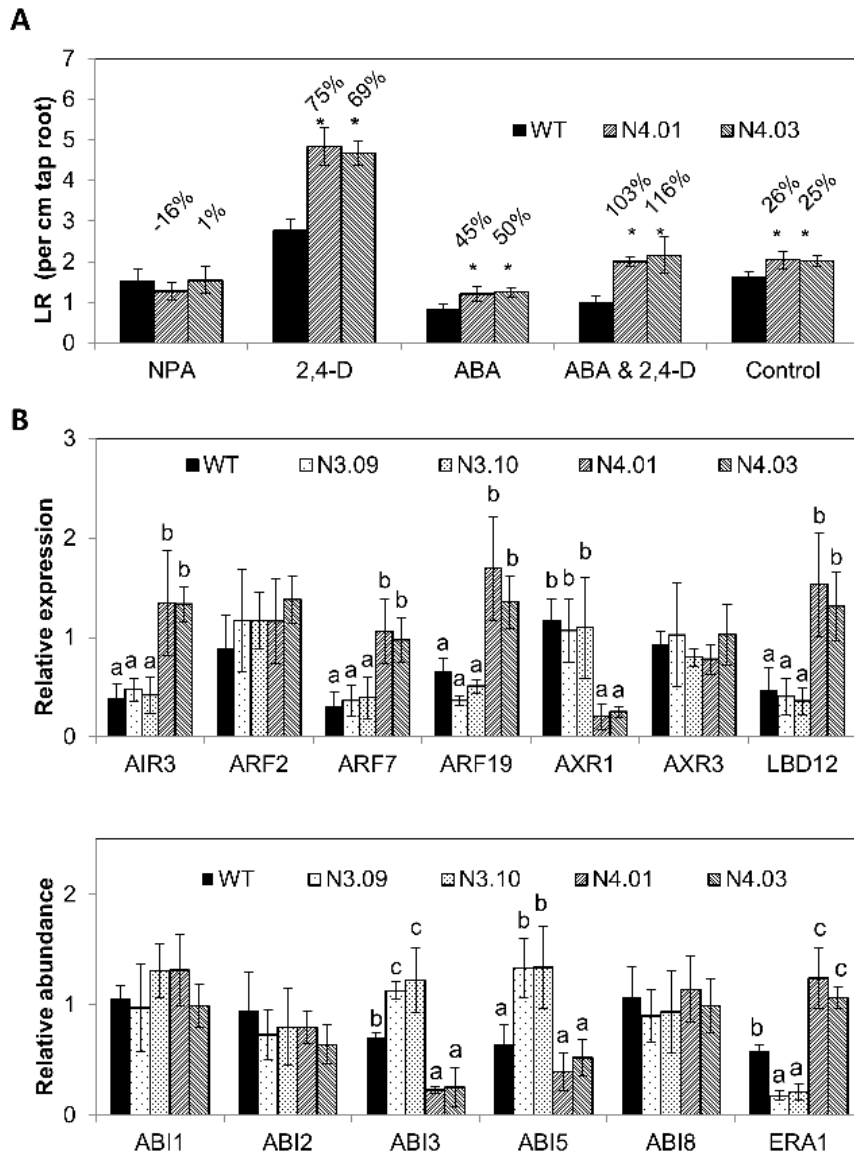 A
LR (per cm tap root)
7
6
5
4
3
2
1
0
WT N4.01 N4.03
-16% 1%
75% 69%
* *
45% 50%
* *
103% 116%
* *
26% 25%
* *
NPA 2,4-D ABA ABA & 2,4-D Control
B
Relative expression
3
2
1
0
WT N3.09 N3.10 N4.01 N4.03
a a a b b
a a a b b
a a a b b
b b b a a
a a a b b
AIR3 ARF2 ARF7 ARF19 AXR1 AXR3 LBD12
Relative abundance
2
1
0
WT N3.09 N3.10 N4.01 N4.03
b c c a a
a b b a a
b a a c c
ABI1 ABI2 ABI3 ABI5 ABI8 ERA1